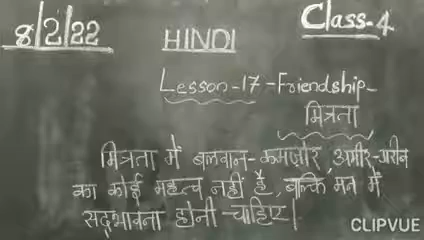 8/2/22 HINDI Class-4
Lesson-17-Friendship-
मित्रता
मित्रता में बलवान-कमज़ोर, अमीर-गरीब
का कोई महत्व नहीं है, बल्कि मन में
सद्‌भावना होनी चाहिए।
CLIPVUE